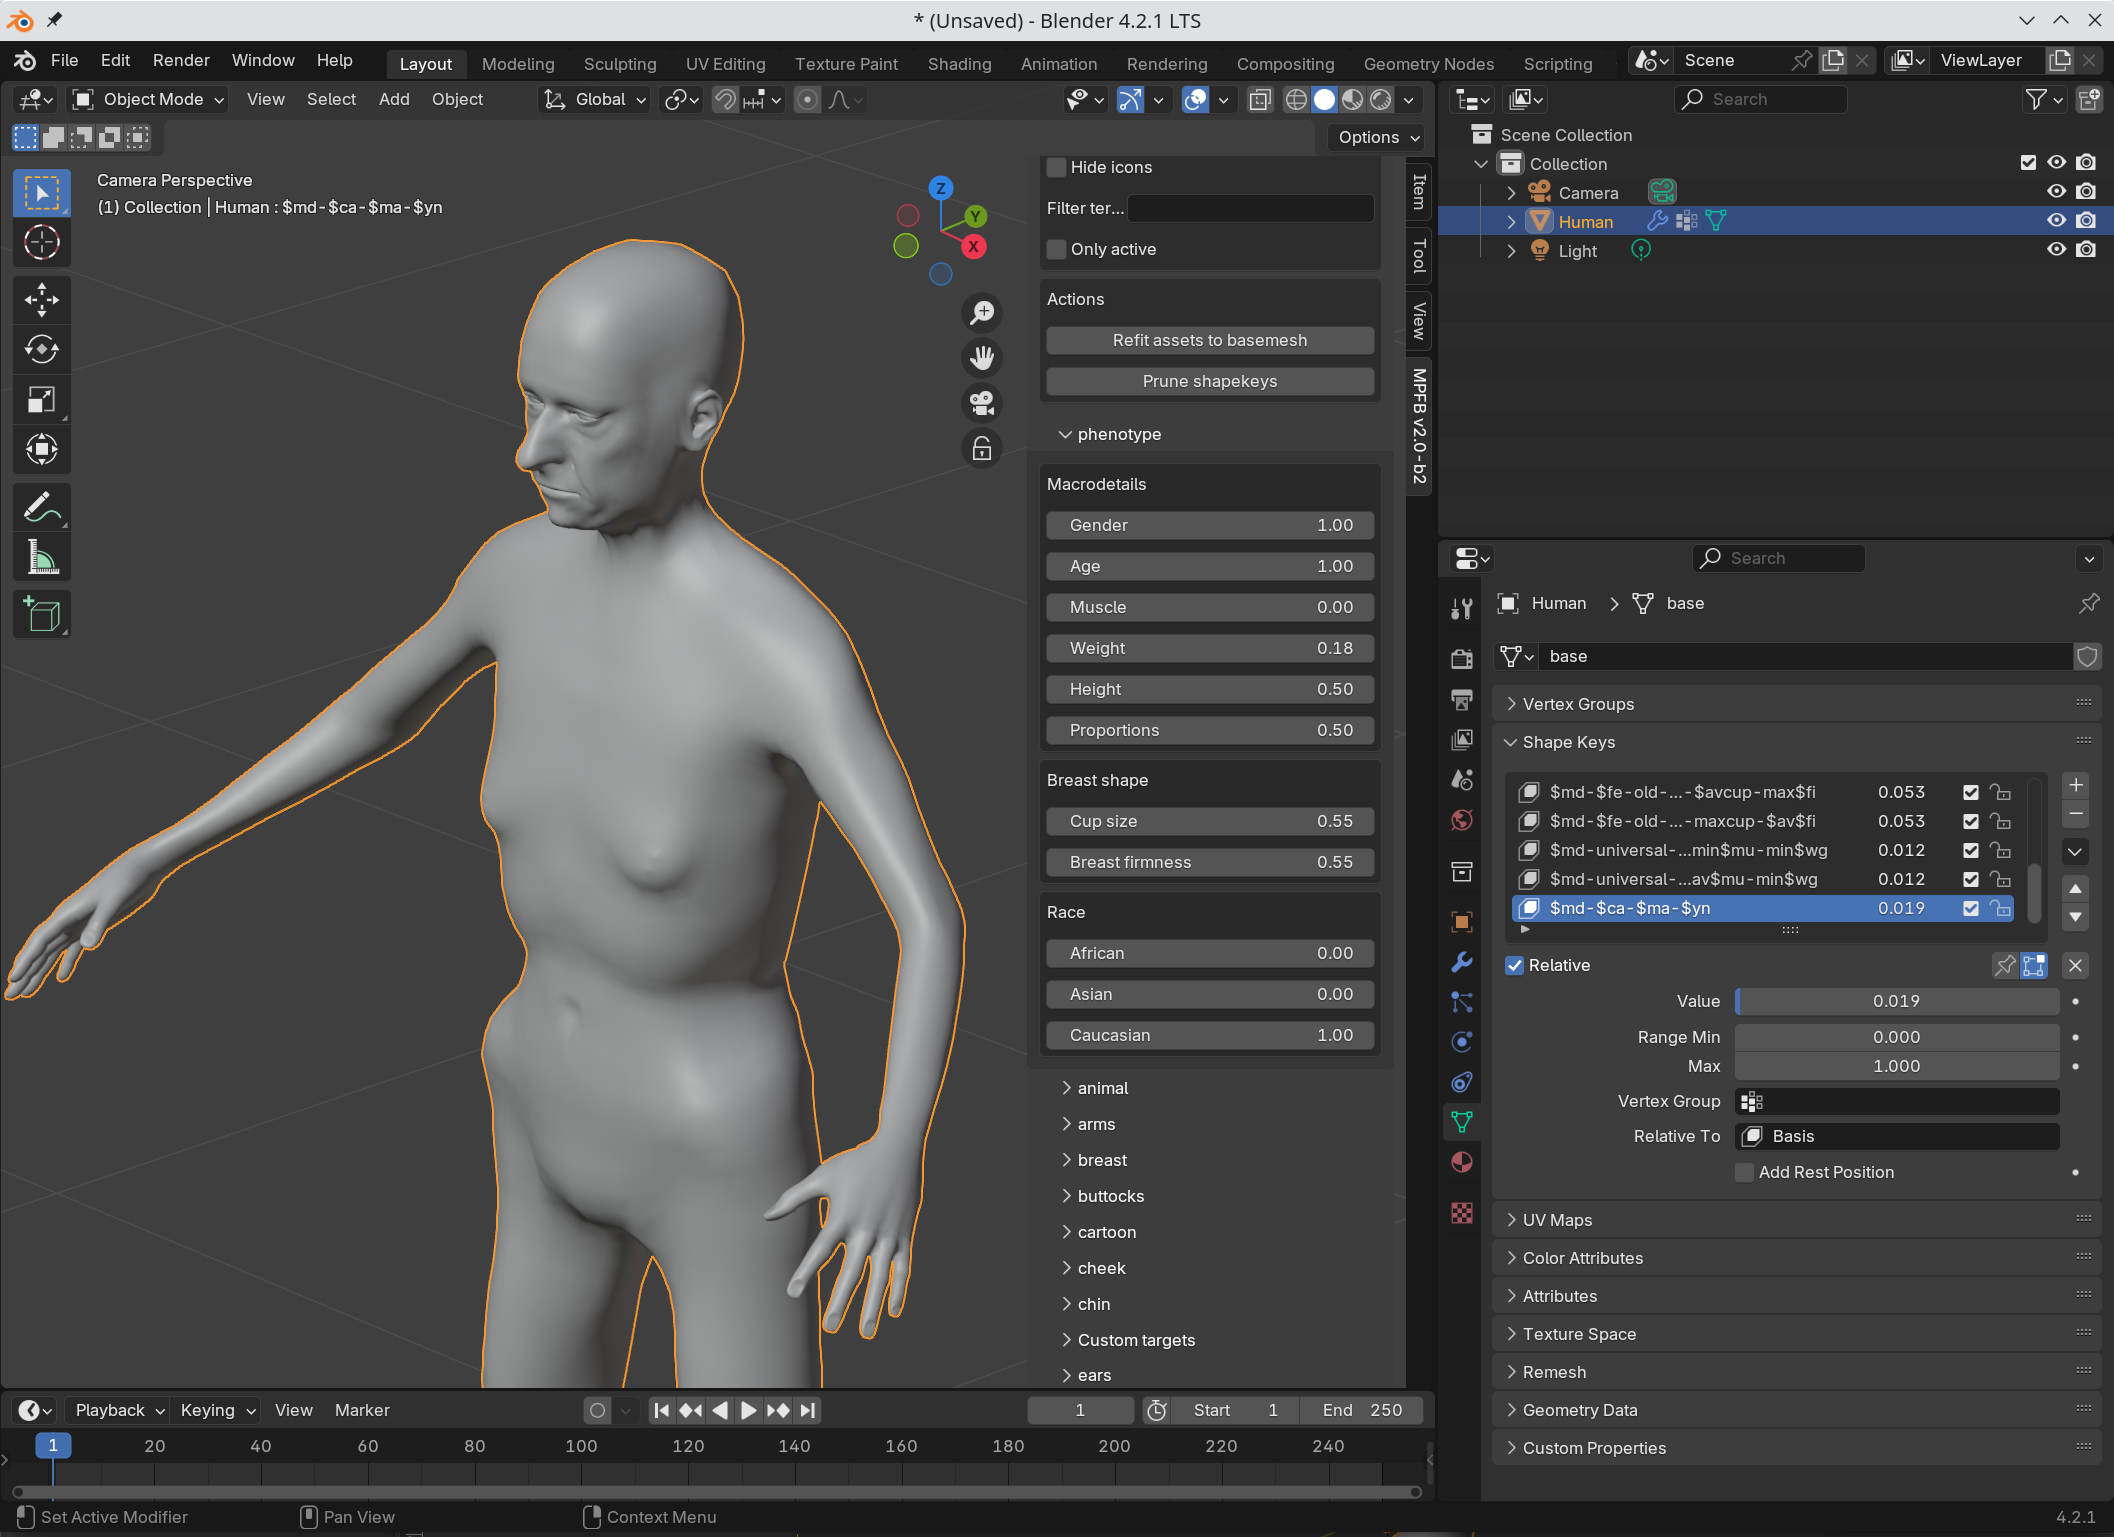 * (Unsaved) - Blender 4.2.1 LTS
File Edit Render Window Help Layout Modeling Sculpting UV Editing Texture Paint Shading Animation Rendering Compositing Geometry Nodes Scripting Scene ViewLayer
Object Mode View Select Add Object Global
Options
Camera Perspective
(1) Collection | Human : $md-$ca-$ma-$yn
Z
Y
X
Hide icons
Filter ter...
Only active
Actions
Refit assets to basemesh
Prune shapekeys
phenotype
Macrodetails
Gender 1.00
Age 1.00
Muscle 0.00
Weight 0.18
Height 0.50
Proportions 0.50
Breast shape
Cup size 0.55
Breast firmness 0.55
Race
African 0.00
Asian 0.00
Caucasian 1.00
animal
arms
breast
buttocks
cartoon
cheek
chin
Custom targets
ears
Item
Tool
View
MPFB v2.0-b2
Search
Scene Collection
Collection
Camera
Human
Light
Search
Human base
base
Vertex Groups
Shape Keys
$md-$fe-old-...-$avcup-max$fi 0.053
$md-$fe-old-...-maxcup-$av$fi 0.053
$md-universal-...min$mu-min$wg 0.012
$md-universal-...av$mu-min$wg 0.012
$md-$ca-$ma-$yn 0.019
Relative
Value 0.019
Range Min 0.000
Max 1.000
Vertex Group
Relative To Basis
Add Rest Position
UV Maps
Color Attributes
Attributes
Texture Space
Remesh
Geometry Data
Custom Properties
Playback Keying View Marker 1 Start 1 End 250
1 20 40 60 80 100 120 140 160 180 200 220 240
Set Active Modifier Pan View Context Menu 4.2.1